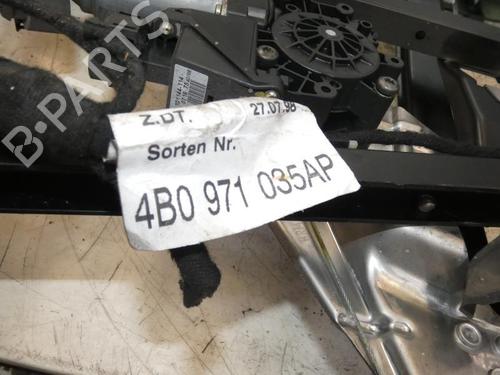 B-PARTS
Z.DT. 27.07.98
Sorten Nr.
4B0 971 035AP